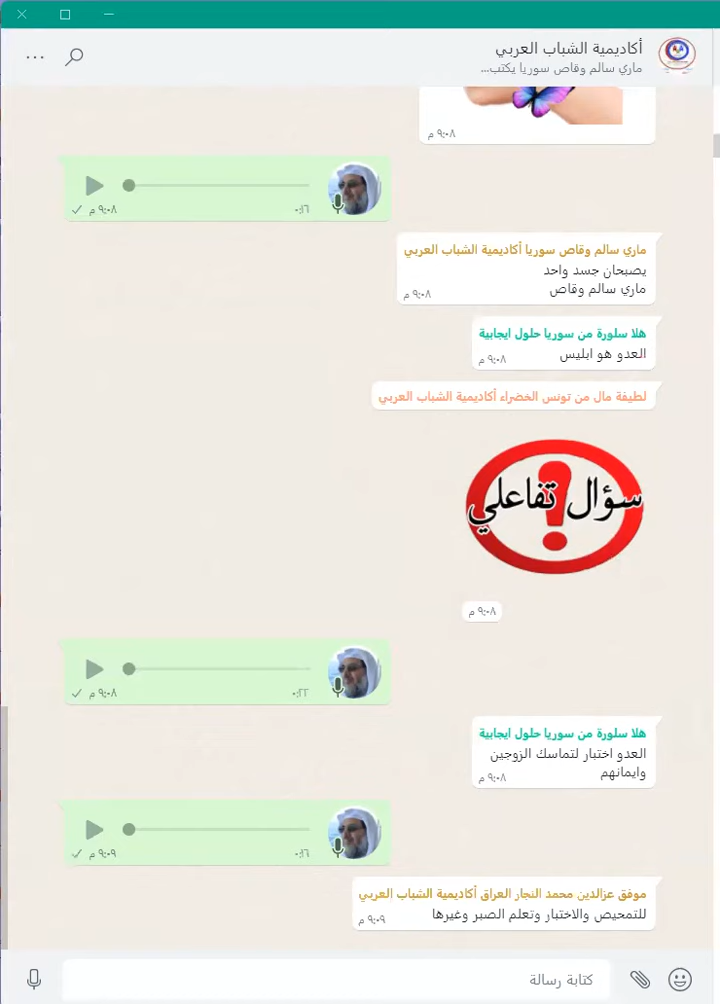 أكاديمية الشباب العربي
ماري سالم وقاص سوريا يكتب...
٩:٠٨ م
٠:١٦
٩:٠٨ م
ماري سالم وقاص سوريا أكاديمية الشباب العربي
يصبحان جسد واحد
ماري سالم وقاص
٩:٠٨ م
هلا سلورة من سوريا حلول ايجابية
العدو هو ابليس
٩:٠٨ م
لطيفة مال من تونس الخضراء أكاديمية الشباب العربي
سؤال تفاعلي
٩:٠٨ م
٠:٢٢
٩:٠٨ م
هلا سلورة من سوريا حلول ايجابية
العدو اختبار لتماسك الزوجين
وايمانهم
٩:٠٨ م
٠:١٦
٩:٠٩ م
موفق عزالدين محمد النجار العراق أكاديمية الشباب العربي
للتمحيص والاختبار وتعلم الصبر وغيرها
٩:٠٩ م
كتابة رسالة